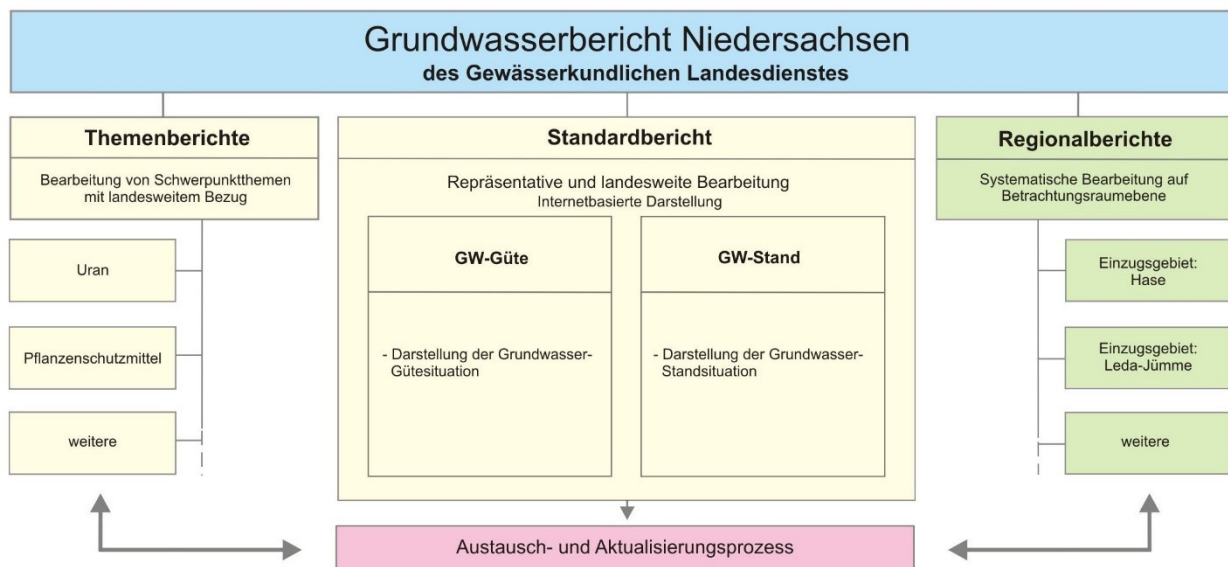 Grundwasserbericht Niedersachsen
des Gewässerkundlichen Landesdienstes
Themenberichte
Bearbeitung von Schwerpunktthemen
mit landesweitem Bezug
Uran
Pflanzenschutzmittel
weitere
Standardbericht
Repräsentative und landesweite Bearbeitung
Internetbasierte Darstellung
GW-Güte
- Darstellung der Grundwasser-
Gütesituation
GW-Stand
- Darstellung der Grundwasser-
Standsituation
Regionalberichte
Systematische Bearbeitung auf
Betrachtungsraumebene
Einzugsgebiet:
Hase
Einzugsgebiet:
Leda-Jümme
weitere
Austausch- und Aktualisierungsprozess